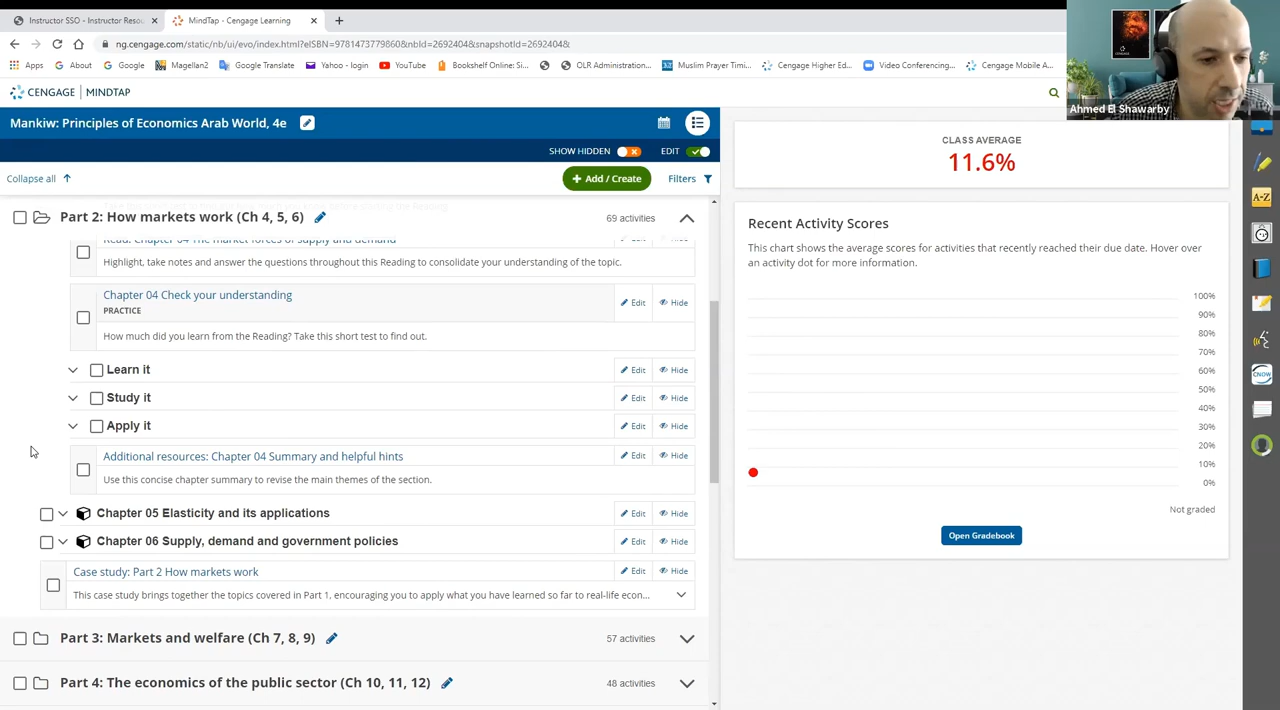 Instructor SSO - Instructor Resou
MindTap - Cengage Learning
ng.cengage.com/static/nb/ui/evo/index.html?eISBN=9781473779860&nbId=2692404&snapshotId=2692404&
Apps
About
Google
Magellan2
Google Translate
Yahoo - login
YouTube
Bookshelf Online: Si...
OLR Administration...
Muslim Prayer Timi...
Cengage Higher Ed...
Video Conferencing...
Cengage Mobile A...
Ahmed El Shawarby
CENGAGE | MINDTAP
Mankiw: Principles of Economics Arab World, 4e
SHOW HIDDEN
EDIT
Collapse all
+ Add / Create
Filters
Part 2: How markets work (Ch 4, 5, 6)
69 activities
Read: Chapter 04 The market forces of supply and demand
Edit
Hide
Highlight, take notes and answer the questions throughout this Reading to consolidate your understanding of the topic.
Chapter 04 Check your understanding
Edit
Hide
PRACTICE
How much did you learn from the Reading? Take this short test to find out.
Learn it
Edit
Hide
Study it
Edit
Hide
Apply it
Edit
Hide
Additional resources: Chapter 04 Summary and helpful hints
Edit
Hide
Use this concise chapter summary to revise the main themes of the section.
Chapter 05 Elasticity and its applications
Edit
Hide
Chapter 06 Supply, demand and government policies
Edit
Hide
Case study: Part 2 How markets work
Edit
Hide
This case study brings together the topics covered in Part 1, encouraging you to apply what you have learned so far to real-life econ...
Part 3: Markets and welfare (Ch 7, 8, 9)
57 activities
Part 4: The economics of the public sector (Ch 10, 11, 12)
48 activities
CLASS AVERAGE
11.6%
Recent Activity Scores
This chart shows the average scores for activities that recently reached their due date. Hover over
an activity dot for more information.
100%
90%
80%
70%
60%
50%
40%
30%
20%
10%
0%
Not graded
Open Gradebook
A-Z
CNOW